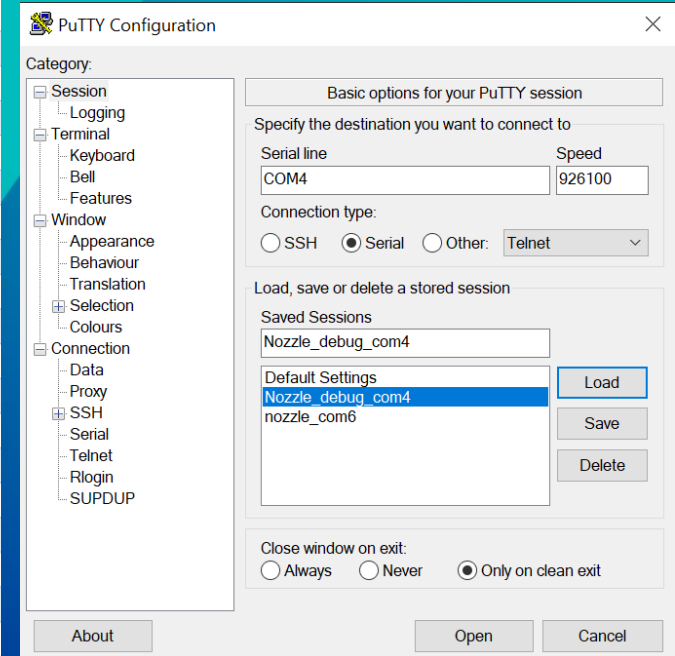 PuTTY Configuration
Category:
Session
Logging
Terminal
Keyboard
Bell
Features
Window
Appearance
Behaviour
Translation
Selection
Colours
Connection
Data
Proxy
SSH
Serial
Telnet
Rlogin
SUPDUP
Basic options for your PuTTY session
Specify the destination you want to connect to
Serial line Speed
COM4 926100
Connection type:
SSH Serial Other: Telnet
Load, save or delete a stored session
Saved Sessions
Nozzle_debug_com4
Default Settings
Nozzle_debug_com4
nozzle_com6
Load
Save
Delete
Close window on exit:
Always Never Only on clean exit
About Open Cancel